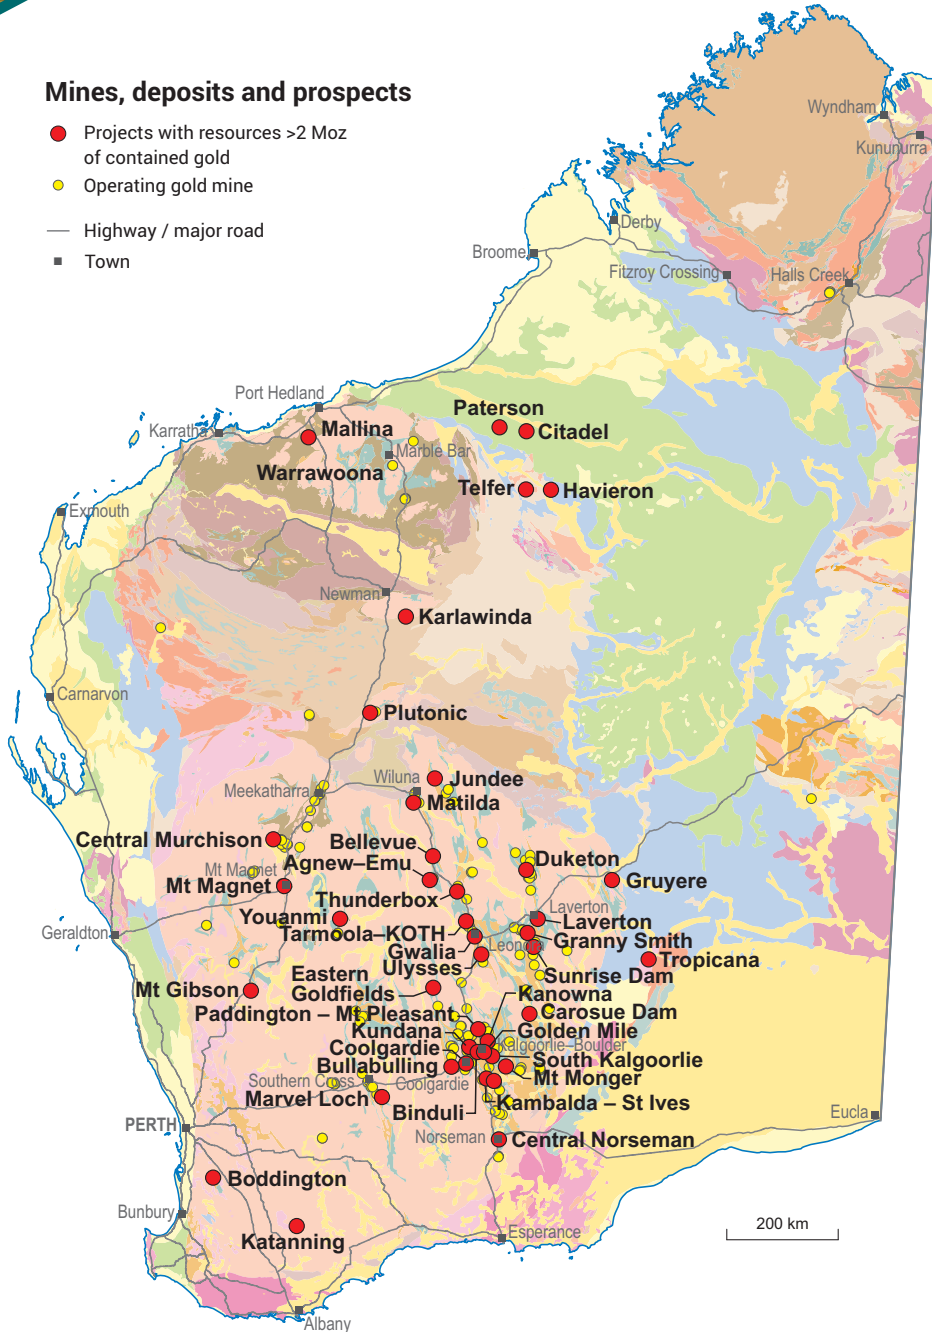 Mines, deposits and prospects
Projects with resources >2 Moz
of contained gold
Operating gold mine
Highway / major road
Town
Wyndham
Kununurra
Derby
Broome
Fitzroy Crossing
Halls Creek
Port Hedland
Karratha
Mallina
Paterson
Citadel
Marble Bar
Warrawoona
Telfer
Havieron
Exmouth
Newman
Karlawinda
Carnarvon
Plutonic
Wiluna
Jundee
Meekatharra
Matilda
Central Murchison
Bellevue
Agnew–Emu
Duketon
Mt Magnet
Mt Magnet
Gruyere
Thunderbox
Youanmi
Laverton
Laverton
Tarmoola–KOTH
Geraldton
Leonora
Granny Smith
Gwalia
Ulysses
Tropicana
Sunrise Dam
Eastern
Goldfields
Mt Gibson
Kanowna
Paddington – Mt Pleasant
Carosue Dam
Kundana
Golden Mile
Coolgardie
Kalgoorlie–Boulder
Bullabulling
South Kalgoorlie
Southern Cross
Coolgardie
Mt Monger
Marvel Loch
Binduli
Kambalda – St Ives
Eucla
PERTH
Norseman
Central Norseman
Boddington
Bunbury
Katanning
Esperance
200 km
Albany